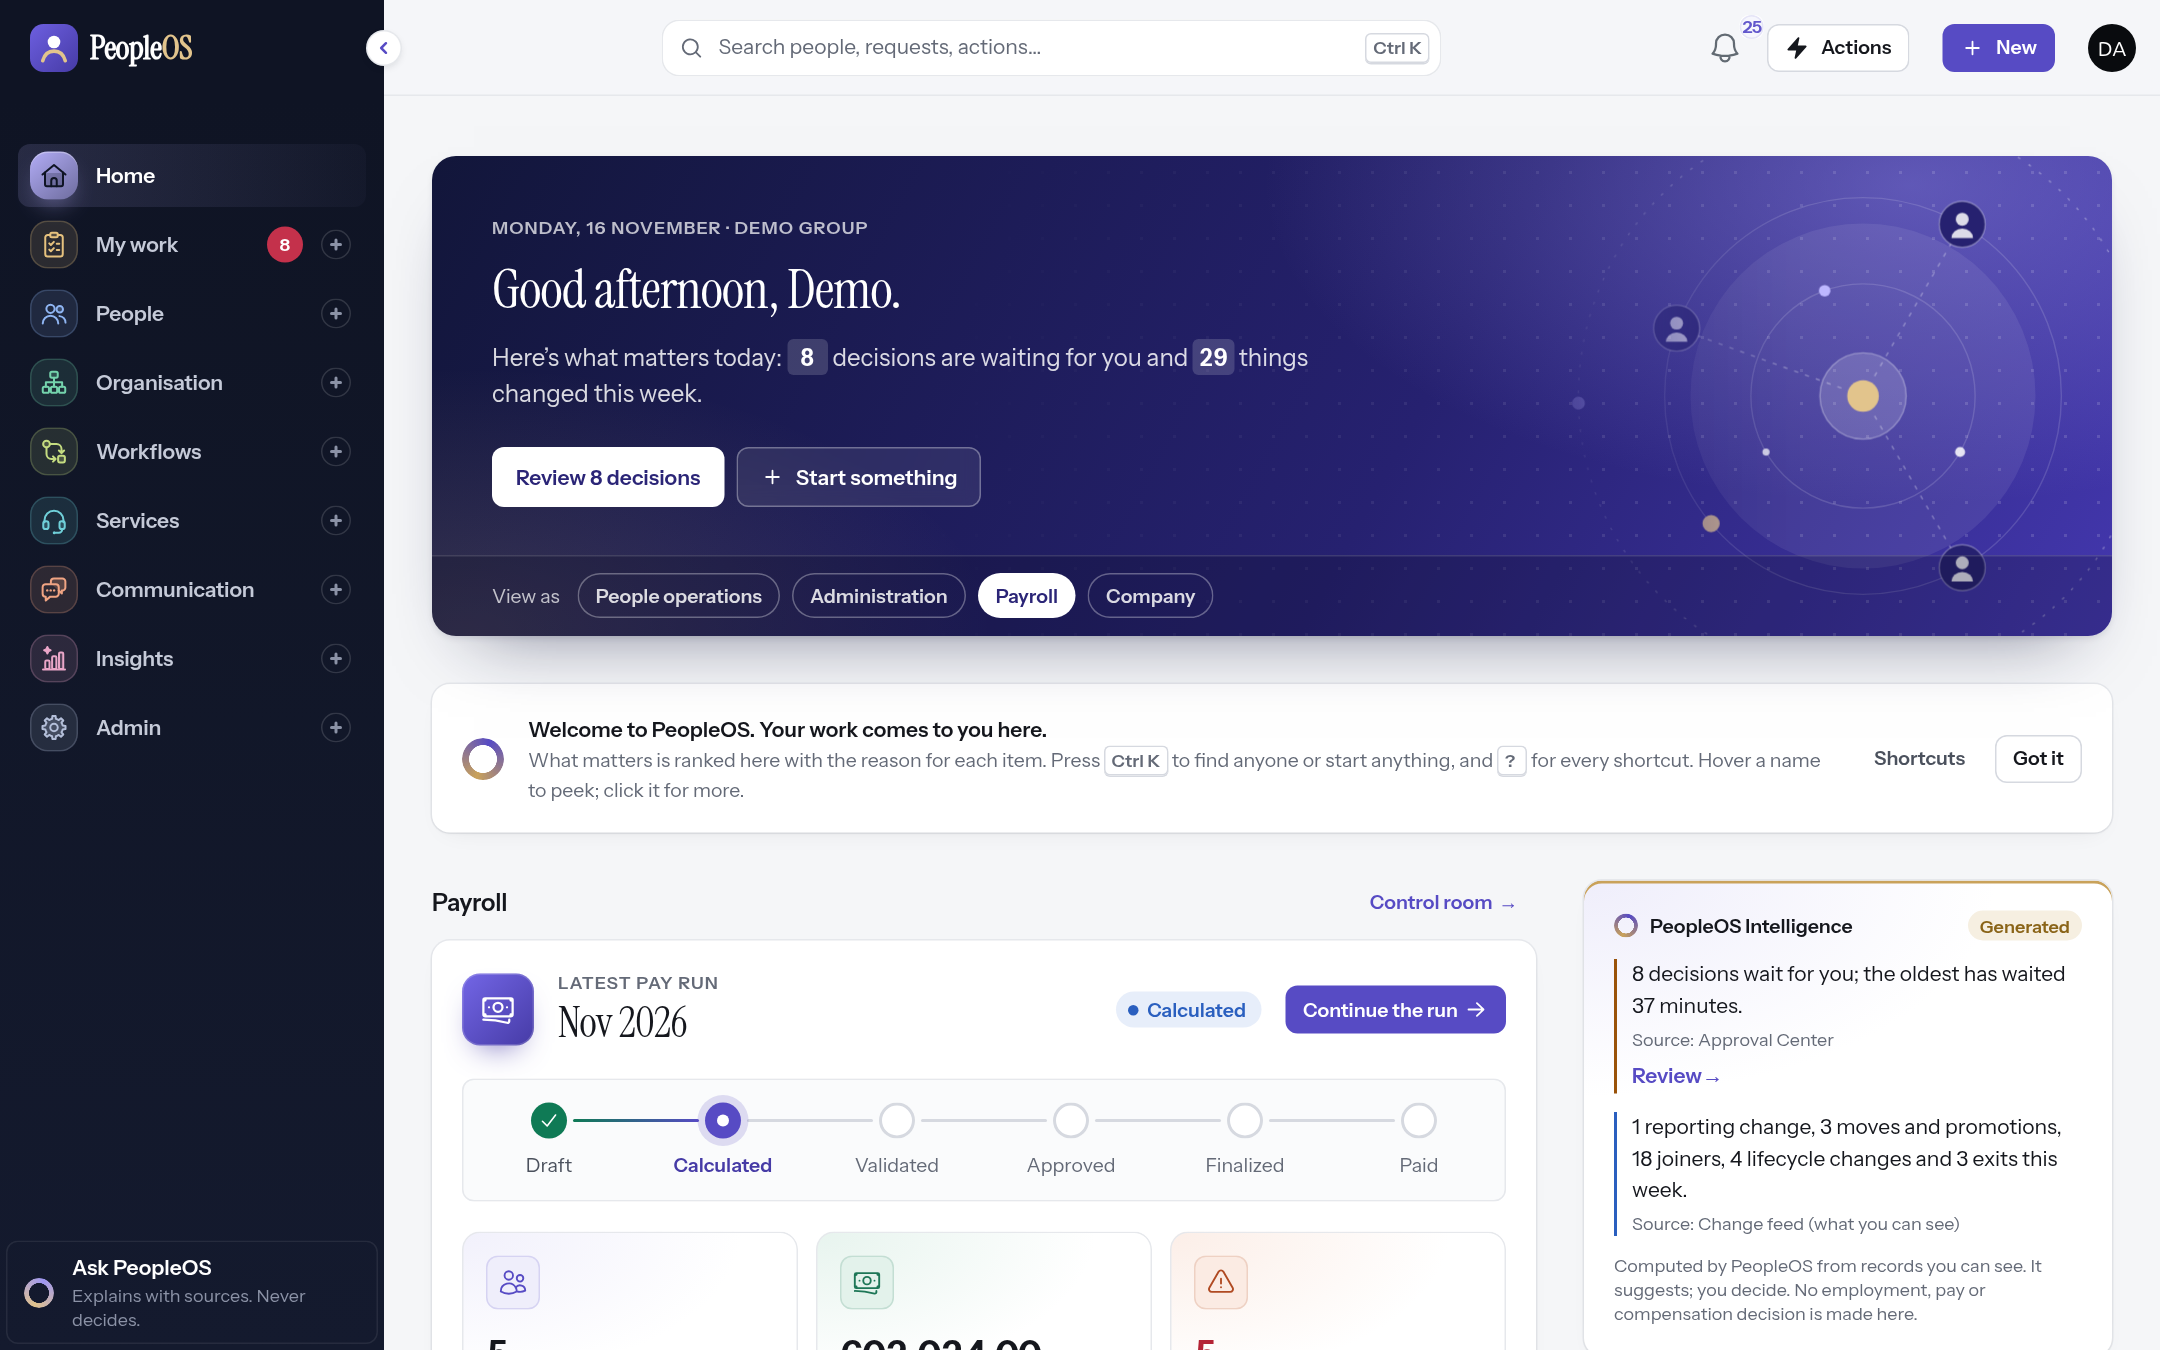 PeopleOS
Search people, requests, actions...
Ctrl K
25
Actions
New
DA
Home
My work
8
People
Organisation
Workflows
Services
Communication
Insights
Admin
Ask PeopleOS
Explains with sources. Never
decides.
MONDAY, 16 NOVEMBER · DEMO GROUP
Good afternoon, Demo.
Here's what matters today: 8 decisions are waiting for you and 29 things
changed this week.
Review 8 decisions
Start something
View as
People operations
Administration
Payroll
Company
Welcome to PeopleOS. Your work comes to you here.
What matters is ranked here with the reason for each item. Press Ctrl K to find anyone or start anything, and ? for every shortcut. Hover a name
to peek; click it for more.
Shortcuts
Got it
Payroll
Control room →
LATEST PAY RUN
Nov 2026
Calculated
Continue the run →
Draft
Calculated
Validated
Approved
Finalized
Paid
PeopleOS Intelligence
Generated
8 decisions wait for you; the oldest has waited
37 minutes.
Source: Approval Center
Review →
1 reporting change, 3 moves and promotions,
18 joiners, 4 lifecycle changes and 3 exits this
week.
Source: Change feed (what you can see)
Computed by PeopleOS from records you can see. It
suggests; you decide. No employment, pay or
compensation decision is made here.